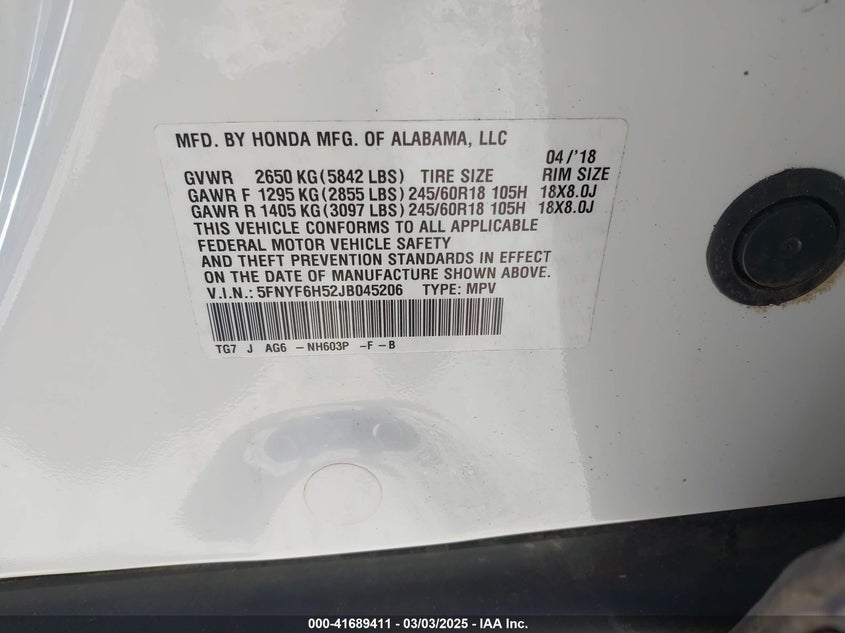 MFD. BY HONDA MFG. OF ALABAMA, LLC
04/'18
GVWR 2650 KG(5842 LBS) TIRE SIZE RIM SIZE
GAWR F 1295 KG(2855 LBS) 245/60R18 105H 18X8.0J
GAWR R 1405 KG(3097 LBS) 245/60R18 105H 18X8.0J
THIS VEHICLE CONFORMS TO ALL APPLICABLE
FEDERAL MOTOR VEHICLE SAFETY
AND THEFT PREVENTION STANDARDS IN EFFECT
ON THE DATE OF MANUFACTURE SHOWN ABOVE.
V.I.N.: 5FNYF6H52JB045206 TYPE: MPV
TG7 J AG6 -NH603P -F-B
000-41689411 - 03/03/2025 - IAA Inc.